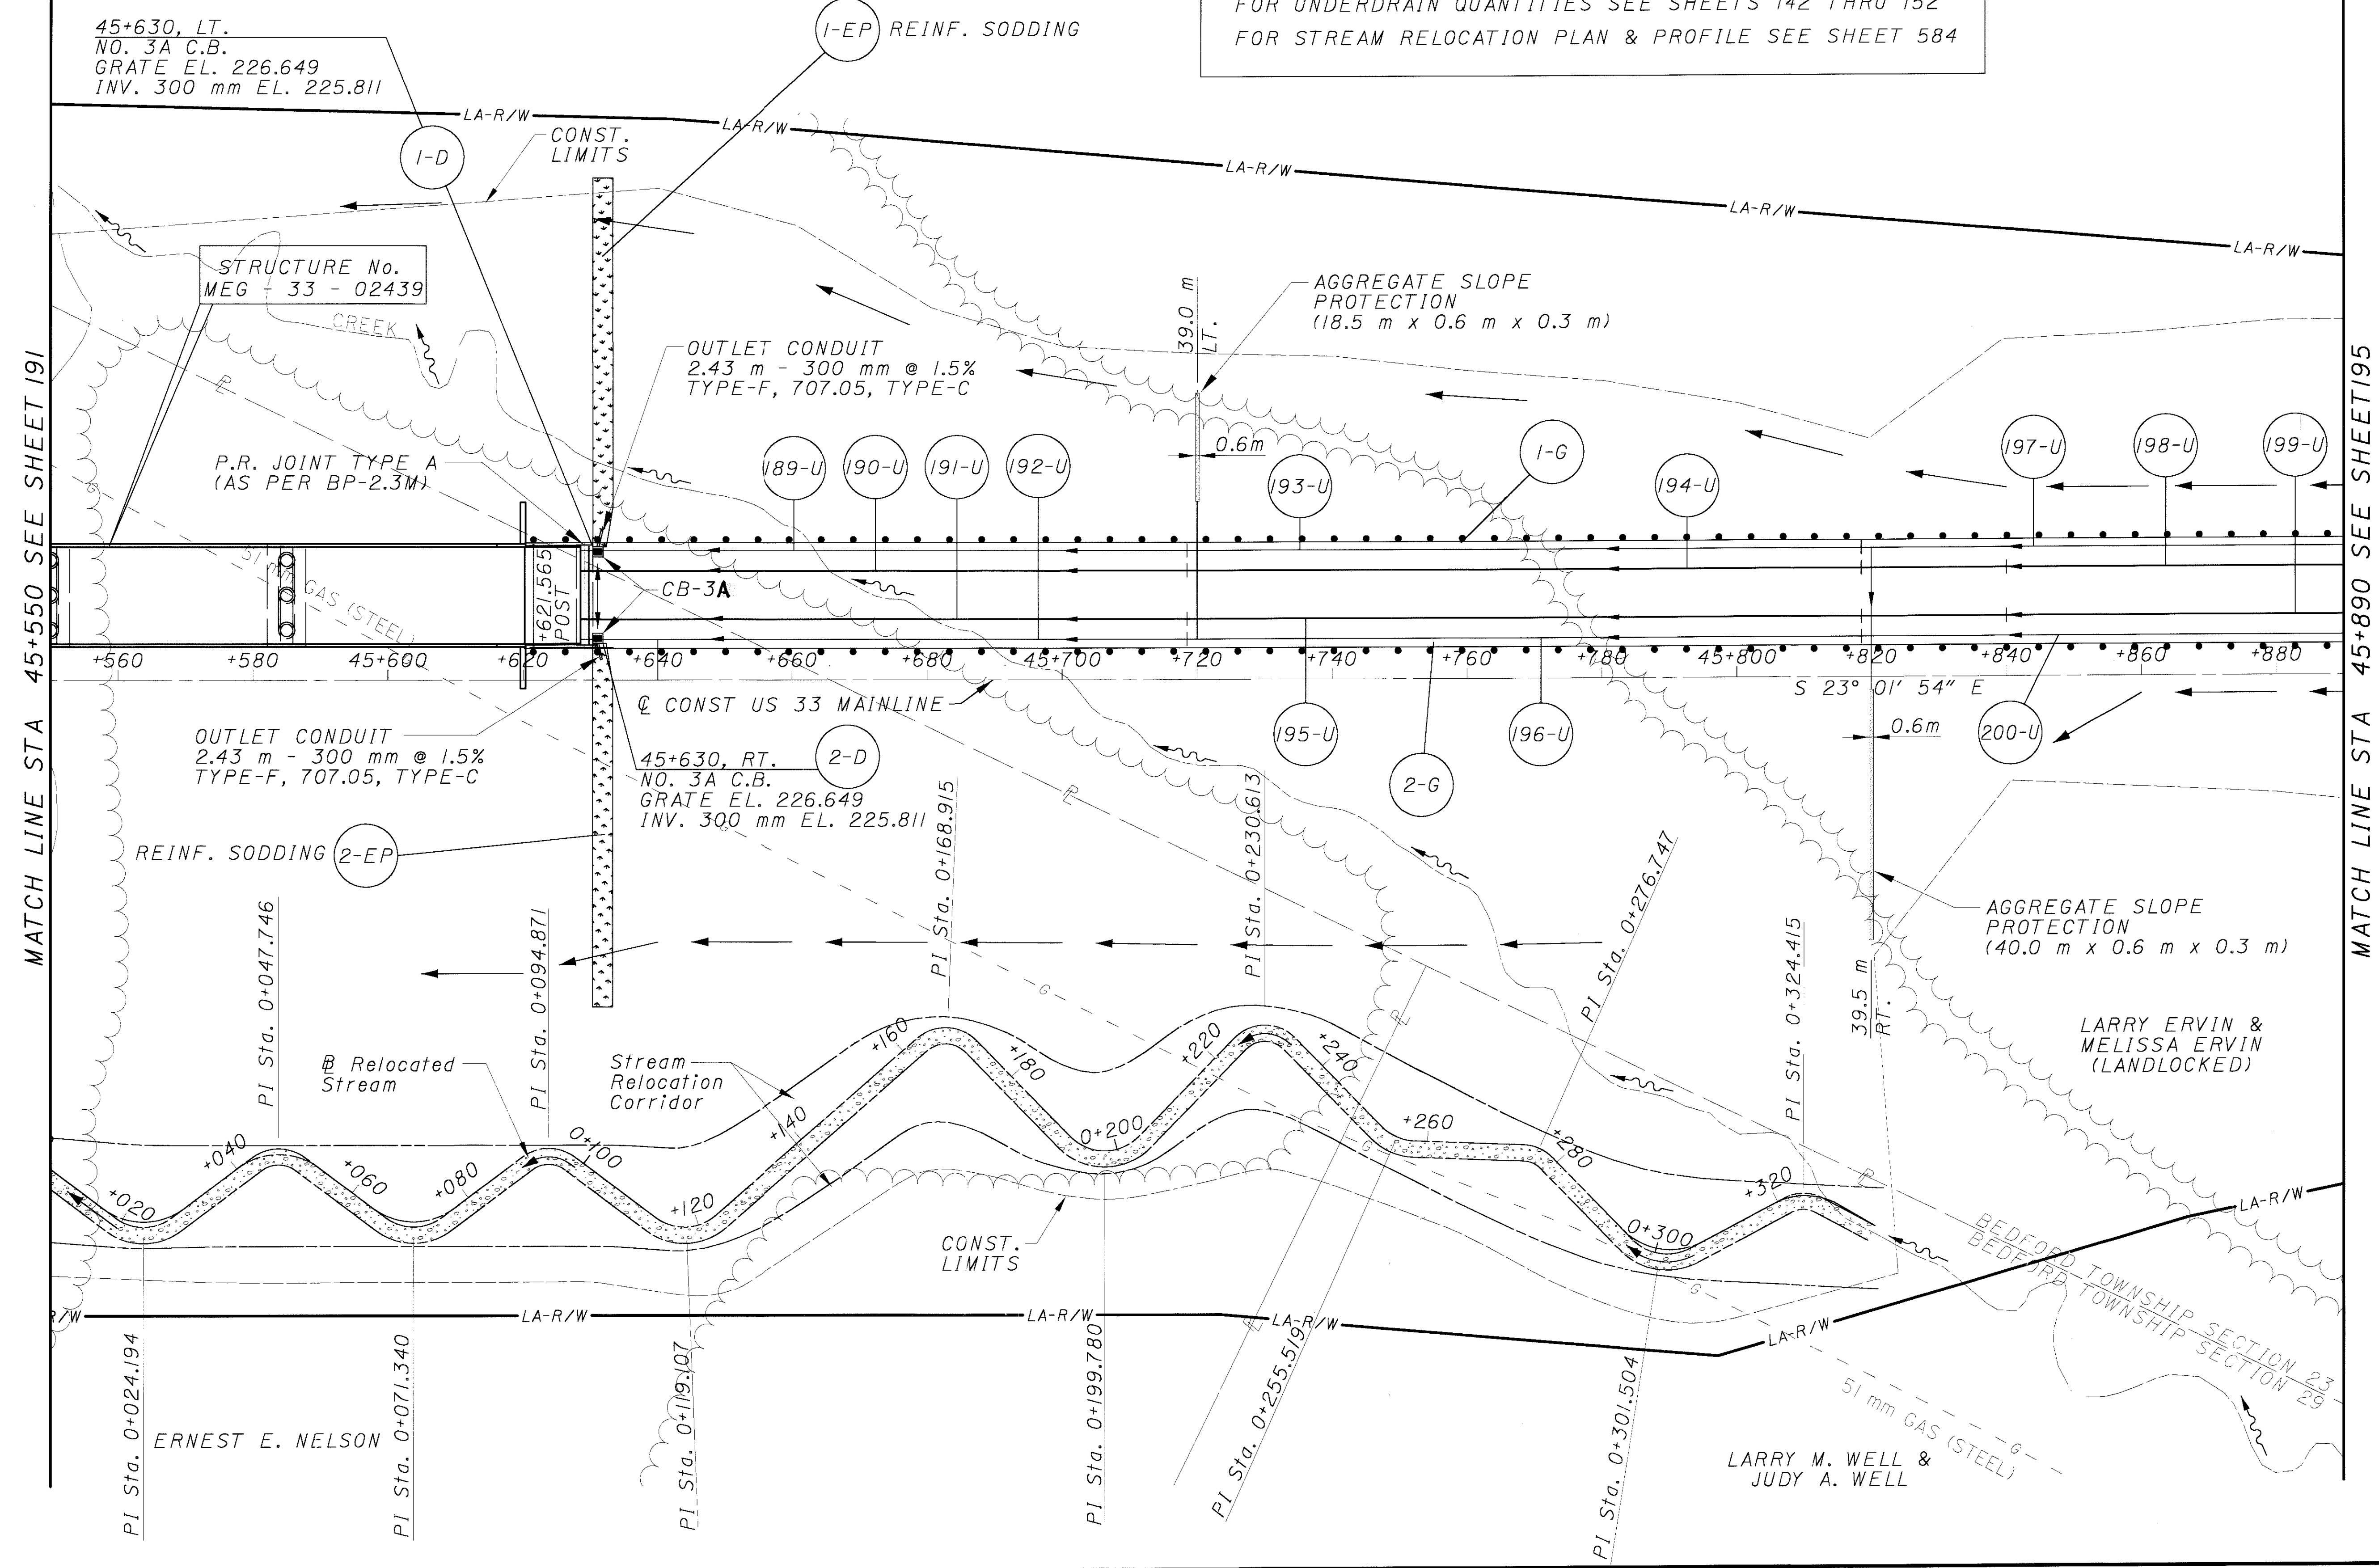 FOR UNDERDRAIN QUANTITIES SEE SHEETS 142 THRU 152
FOR STREAM RELOCATION PLAN & PROFILE SEE SHEET 584
45+630, LT.
NO. 3A C.B.
GRATE EL. 226.649
INV. 300 mm EL. 225.811
1-EP
REINF. SODDING
LA-R/W
LA-R/W
LA-R/W
LA-R/W
LA-R/W
1-D
CONST.
LIMITS
STRUCTURE No.
MEG - 33 - 02439
CREEK
AGGREGATE SLOPE
PROTECTION
(18.5 m x 0.6 m x 0.3 m)
39.0 m
LT.
0.6m
OUTLET CONDUIT
2.43 m - 300 mm @ 1.5%
TYPE-F, 707.05, TYPE-C
PL
P.R. JOINT TYPE A
(AS PER BP-2.3M)
189-U
190-U
191-U
192-U
193-U
1-G
194-U
197-U
198-U
199-U
MATCH LINE STA 45+550 SEE SHEET 191
MATCH LINE STA 45+890 SEE SHEET195
G
51 mm GAS (STEEL)
+621.565
POST
CB-3A
+560
+580
45+600
+620
+640
+660
+680
45+700
+720
+740
+760
+780
45+800
+820
+840
+860
+880
S 23° 01' 54" E
℄ CONST US 33 MAINLINE
OUTLET CONDUIT
2.43 m - 300 mm @ 1.5%
TYPE-F, 707.05, TYPE-C
45+630, RT.
NO. 3A C.B.
GRATE EL. 226.649
INV. 300 mm EL. 225.811
2-D
195-U
2-G
196-U
0.6m
200-U
PL
G
REINF. SODDING
2-EP
PI Sta. 0+047.746
PI Sta. 0+094.871
PI Sta. 0+168.915
PI Sta. 0+230.613
PI Sta. 0+276.747
PI Sta. 0+324.415
AGGREGATE SLOPE
PROTECTION
(40.0 m x 0.6 m x 0.3 m)
39.5 m
RT.
G
PL
LARRY ERVIN &
MELISSA ERVIN
(LANDLOCKED)
BL Relocated
Stream
Stream
Relocation
Corridor
+020
+040
+060
+080
0+100
+120
+140
+160
+180
0+200
+220
+240
+260
+280
0+300
+320
G
PL
CONST.
LIMITS
G
BEDFORD TOWNSHIP SECTION 23
BEDFORD TOWNSHIP SECTION 29
R/W
LA-R/W
LA-R/W
PL
LA-R/W
LA-R/W
LA-R/W
PI Sta. 0+024.194
PI Sta. 0+071.340
PI Sta. 0+119.107
PI Sta. 0+199.780
PI Sta. 0+255.519
PI Sta. 0+301.504
ERNEST E. NELSON
51 mm GAS (STEEL)
G
LARRY M. WELL &
JUDY A. WELL